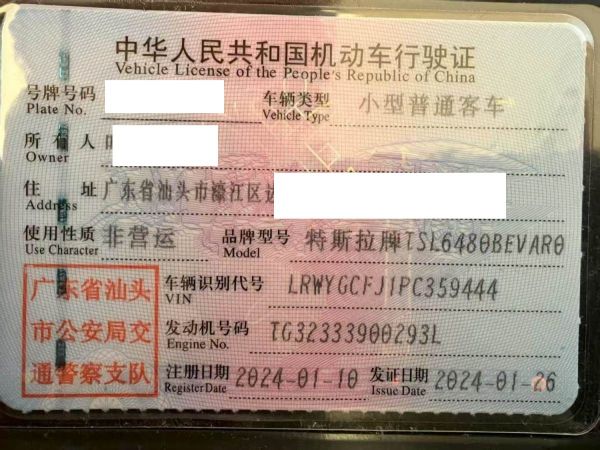 中华人民共和国机动车行驶证
Vehicle License of the People's Republic of China
号牌号码 车辆类型 小型普通客车
Plate No. Vehicle Type
所有人
Owner
住址 广东省汕头市濠江区达
Address
使用性质 非营运 品牌型号 特斯拉牌TSL6480BEVAR0
Use Character Model
广东省汕头市公安局交通警察支队
车辆识别代号 LRWYGCFJ1PC359444
VIN
发动机号码 TG32333900293L
Engine No.
注册日期 2024-01-10 发证日期 2024-01-26
Register Date Issue Date